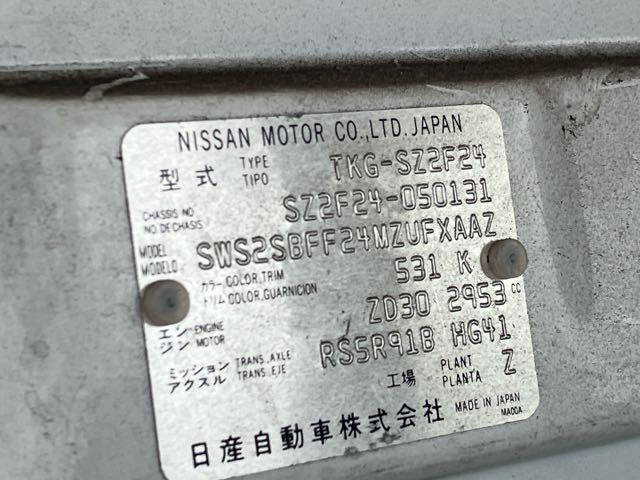 NISSAN MOTOR CO.,LTD. JAPAN
型式 TYPE TIPO TKG-SZ2F24
CHASSIS NO NO.DE CHASSIS SZ2F24-050131
MODEL MODELO SWS2SBFF24MZUFXAAZ
カラー COLOR,TRIM トリム COLOR,GUARNICION 531 K
エンジン ENGINE MOTOR ZD30 2953 CC
ミッション アクスル TRANS,AXLE TRANS,EJE RS5R91B HG41
工場 PLANT PLANTA Z
日産自動車株式会社 MADE IN JAPAN
MA00A